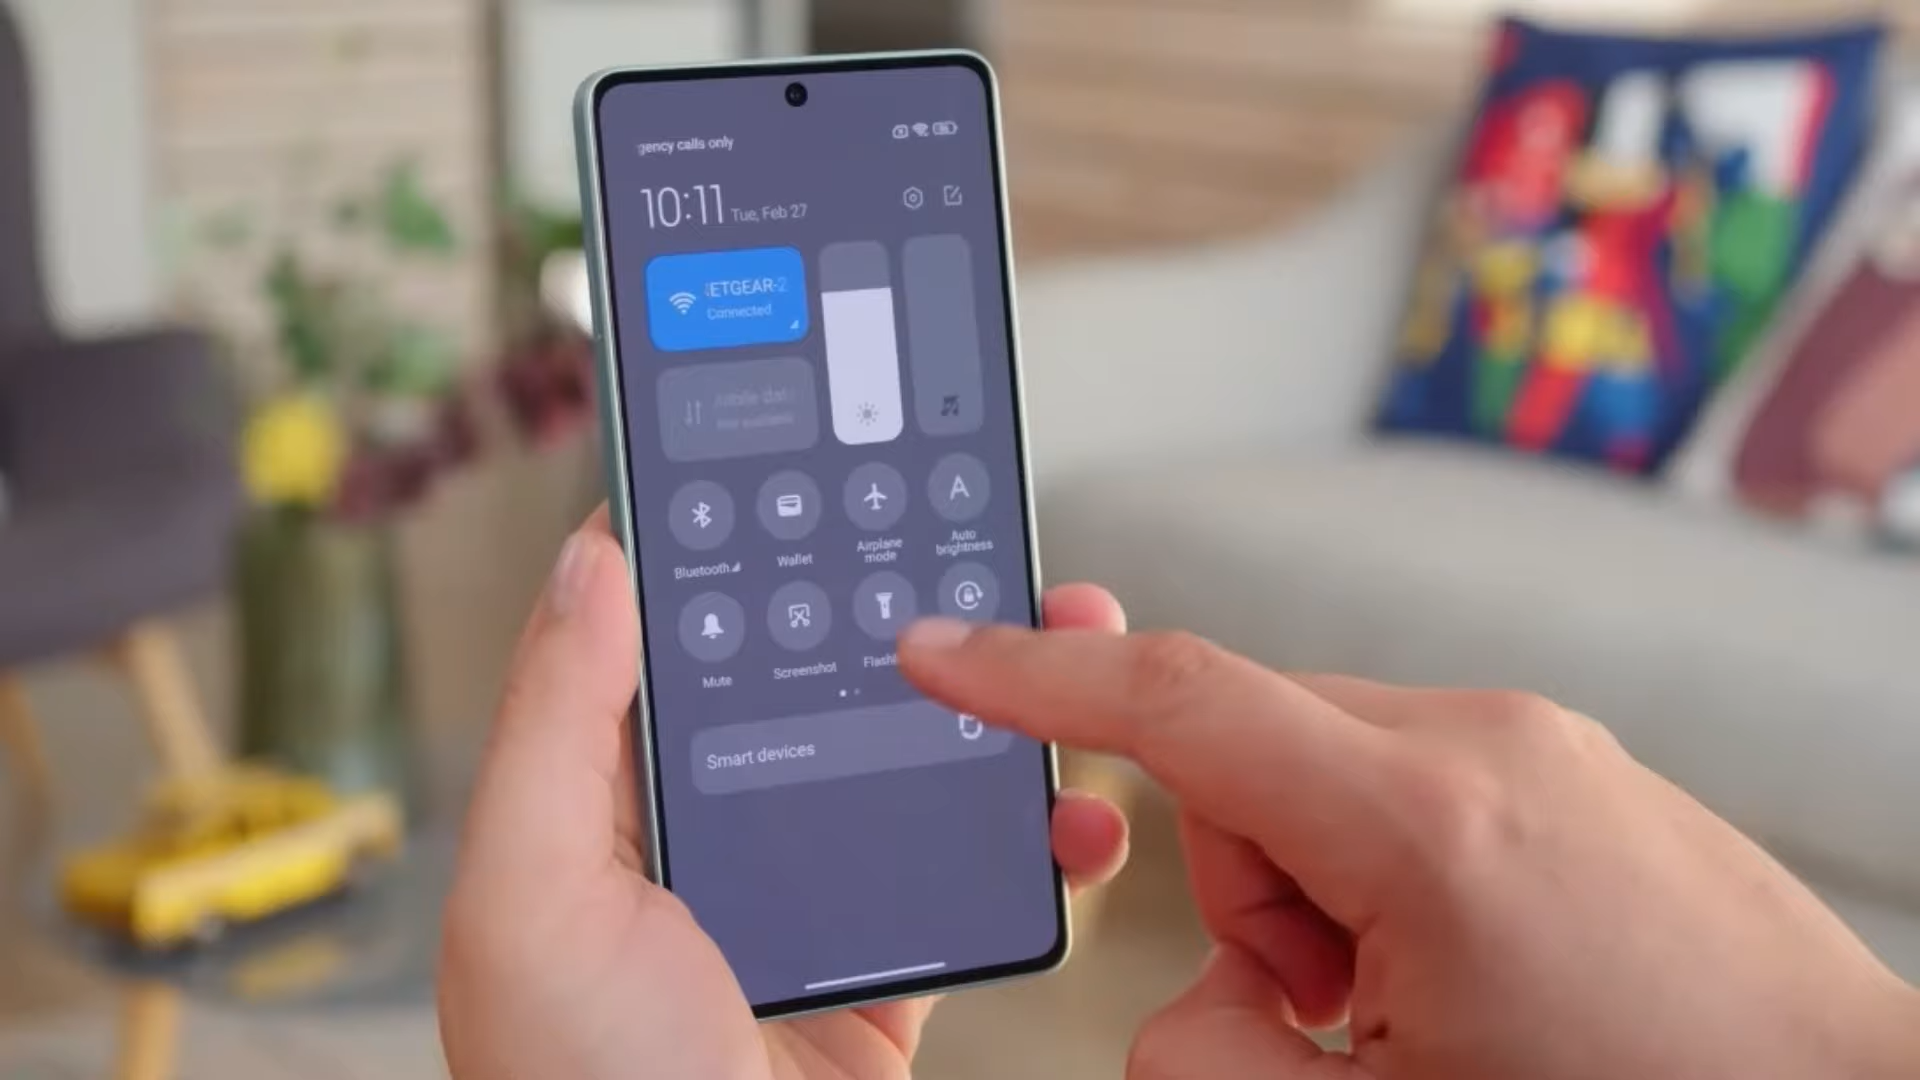 gency calls only
10:11 Tue, Feb 27
ETGEAR-2
Connected
Bluetooth
Wallet
Airplane
mode
Auto
brightness
Mute
Screenshot
Flashl
Smart devices